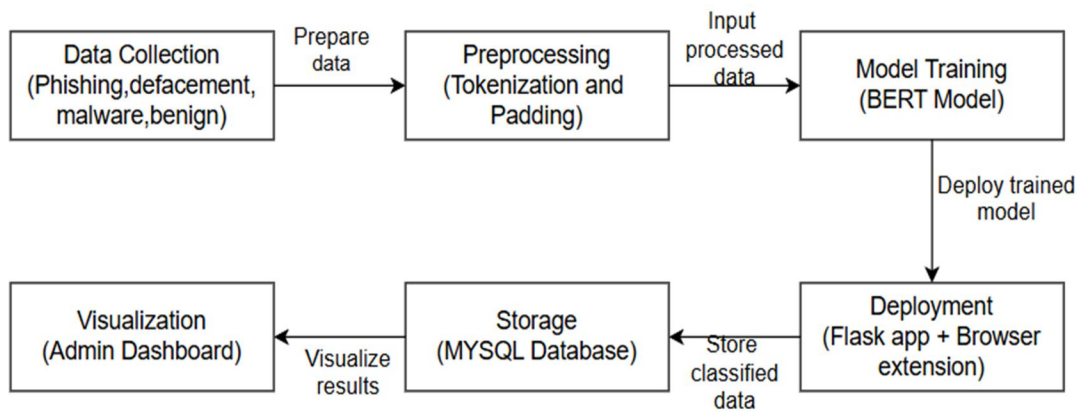 Data Collection
(Phishing,defacement,
malware,benign)
Prepare
data
Preprocessing
(Tokenization and
Padding)
Input
processed
data
Model Training
(BERT Model)
Deploy trained
model
Deployment
(Flask app + Browser
extension)
Store
classified
data
Storage
(MYSQL Database)
Visualize
results
Visualization
(Admin Dashboard)